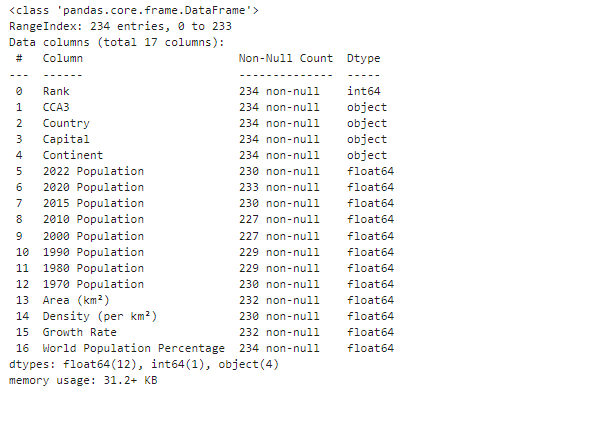 <class 'pandas.core.frame.DataFrame'>
RangeIndex: 234 entries, 0 to 233
Data columns (total 17 columns):
 #   Column                       Non-Null Count  Dtype
---  ------                       --------------  -----
 0   Rank                         234 non-null    int64
 1   CCA3                         234 non-null    object
 2   Country                      234 non-null    object
 3   Capital                      234 non-null    object
 4   Continent                    234 non-null    object
 5   2022 Population              230 non-null    float64
 6   2020 Population              233 non-null    float64
 7   2015 Population              230 non-null    float64
 8   2010 Population              227 non-null    float64
 9   2000 Population              227 non-null    float64
 10  1990 Population              229 non-null    float64
 11  1980 Population              229 non-null    float64
 12  1970 Population              230 non-null    float64
 13  Area (km²)                   232 non-null    float64
 14  Density (per km²)            230 non-null    float64
 15  Growth Rate                  232 non-null    float64
 16  World Population Percentage  234 non-null    float64
dtypes: float64(12), int64(1), object(4)
memory usage: 31.2+ KB